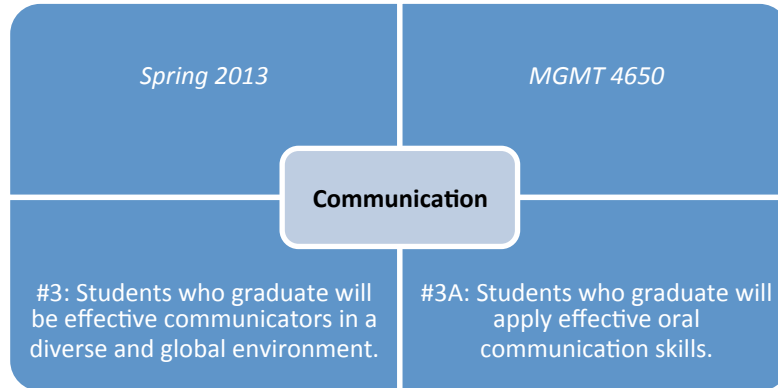 Spring 2013
MGMT 4650
Communication
#3: Students who graduate will
be effective communicators in a
diverse and global environment.
#3A: Students who graduate will
apply effective oral
communication skills.